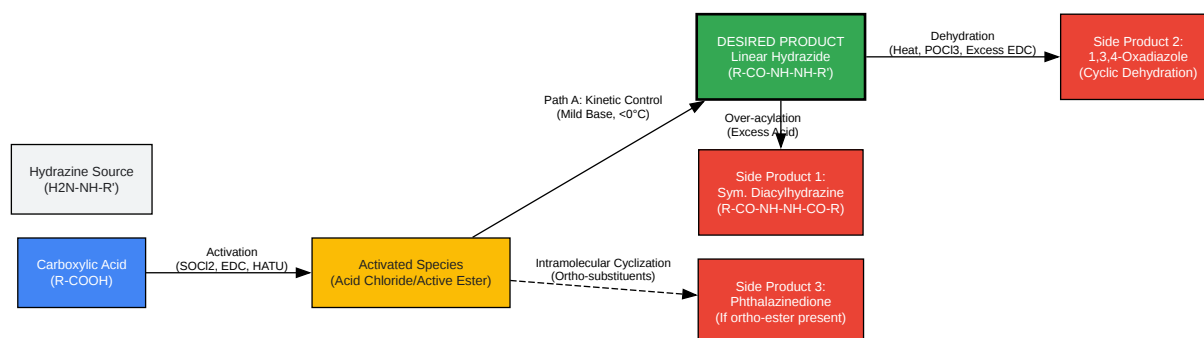 DESIRED PRODUCT
Linear Hydrazide
(R-CO-NH-NH-R')
Dehydration
(Heat, POCl3, Excess EDC)
Side Product 2:
1,3,4-Oxadiazole
(Cyclic Dehydration)
Path A: Kinetic Control
(Mild Base, <0°C)
Over-acylation
(Excess Acid)
Hydrazine Source
(H2N-NH-R')
Side Product 1:
Sym. Diacylhydrazine
(R-CO-NH-NH-CO-R)
Carboxylic Acid
(R-COOH)
Activation
(SOCl2, EDC, HATU)
Activated Species
(Acid Chloride/Active Ester)
Intramolecular Cyclization
(Ortho-substituents)
Side Product 3:
Phthalazinedione
(If ortho-ester present)